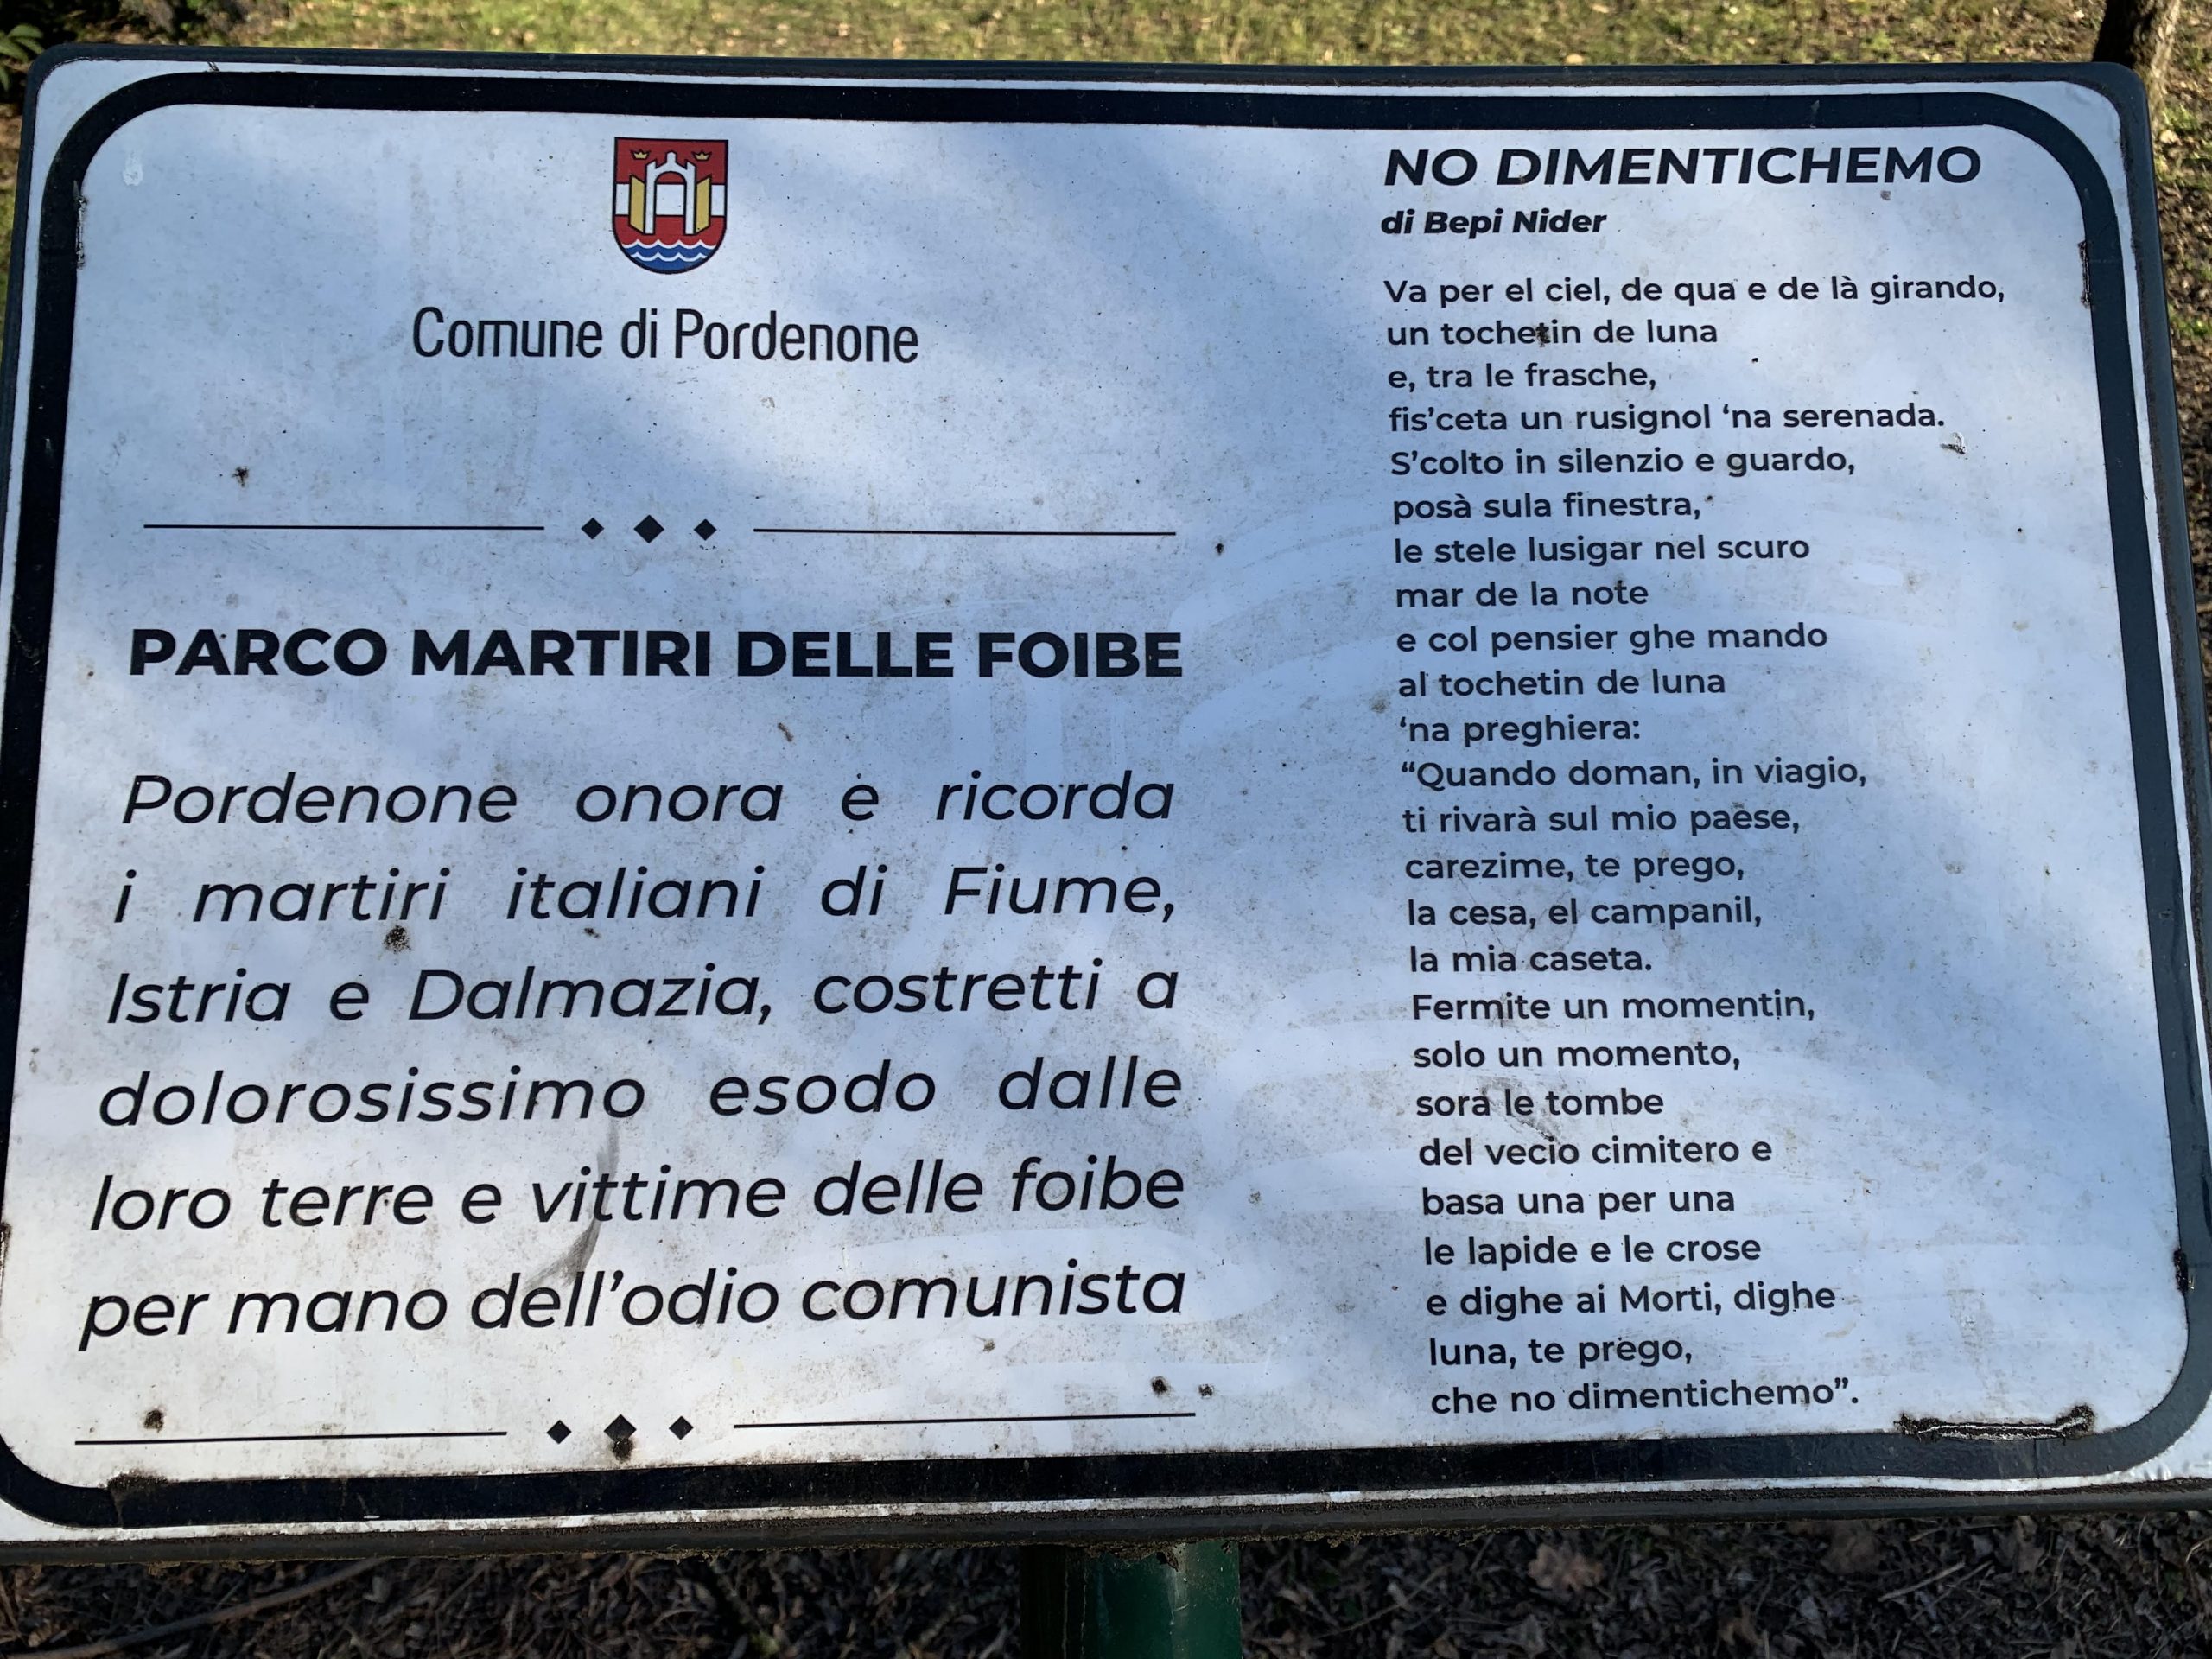 Comune di Pordenone
PARCO MARTIRI DELLE FOIBE
Pordenone onora e ricorda
i martiri italiani di Fiume,
Istria e Dalmazia, costretti a
dolorosissimo esodo dalle
loro terre e vittime delle foibe
per mano dell’odio comunista
NO DIMENTICHEMO
di Bepi Nider
Va per el ciel, de qua e de là girando,
un tochetin de luna
e, tra le frasche,
fis’ceta un rusignol ‘na serenada.
S’colto in silenzio e guardo,
posà sula finestra,
le stele lusigar nel scuro
mar de la note
e col pensier ghe mando
al tochetin de luna
‘na preghiera:
“Quando doman, in viagio,
ti rivarà sul mio paese,
carezime, te prego,
la cesa, el campanil,
la mia caseta.
Fermite un momentin,
solo un momento,
sora le tombe
del vecio cimitero e
basa una per una
le lapide e le crose
e dighe ai Morti, dighe
luna, te prego,
che no dimentichemo”.